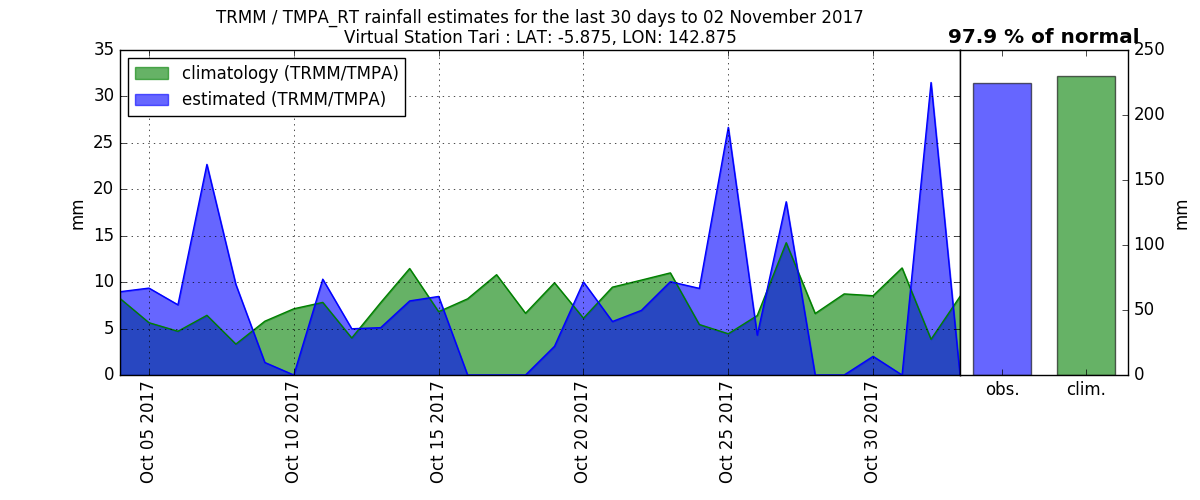 TRMM / TMPA_RT rainfall estimates for the last 30 days to 02 November 2017
Virtual Station Tari : LAT: -5.875, LON: 142.875
97.9 % of normal
climatology (TRMM/TMPA)
estimated (TRMM/TMPA)
35
30
25
20
15
10
5
0
mm
Oct 05 2017
Oct 10 2017
Oct 15 2017
Oct 20 2017
Oct 25 2017
Oct 30 2017
obs.
clim.
250
200
150
100
50
0
mm